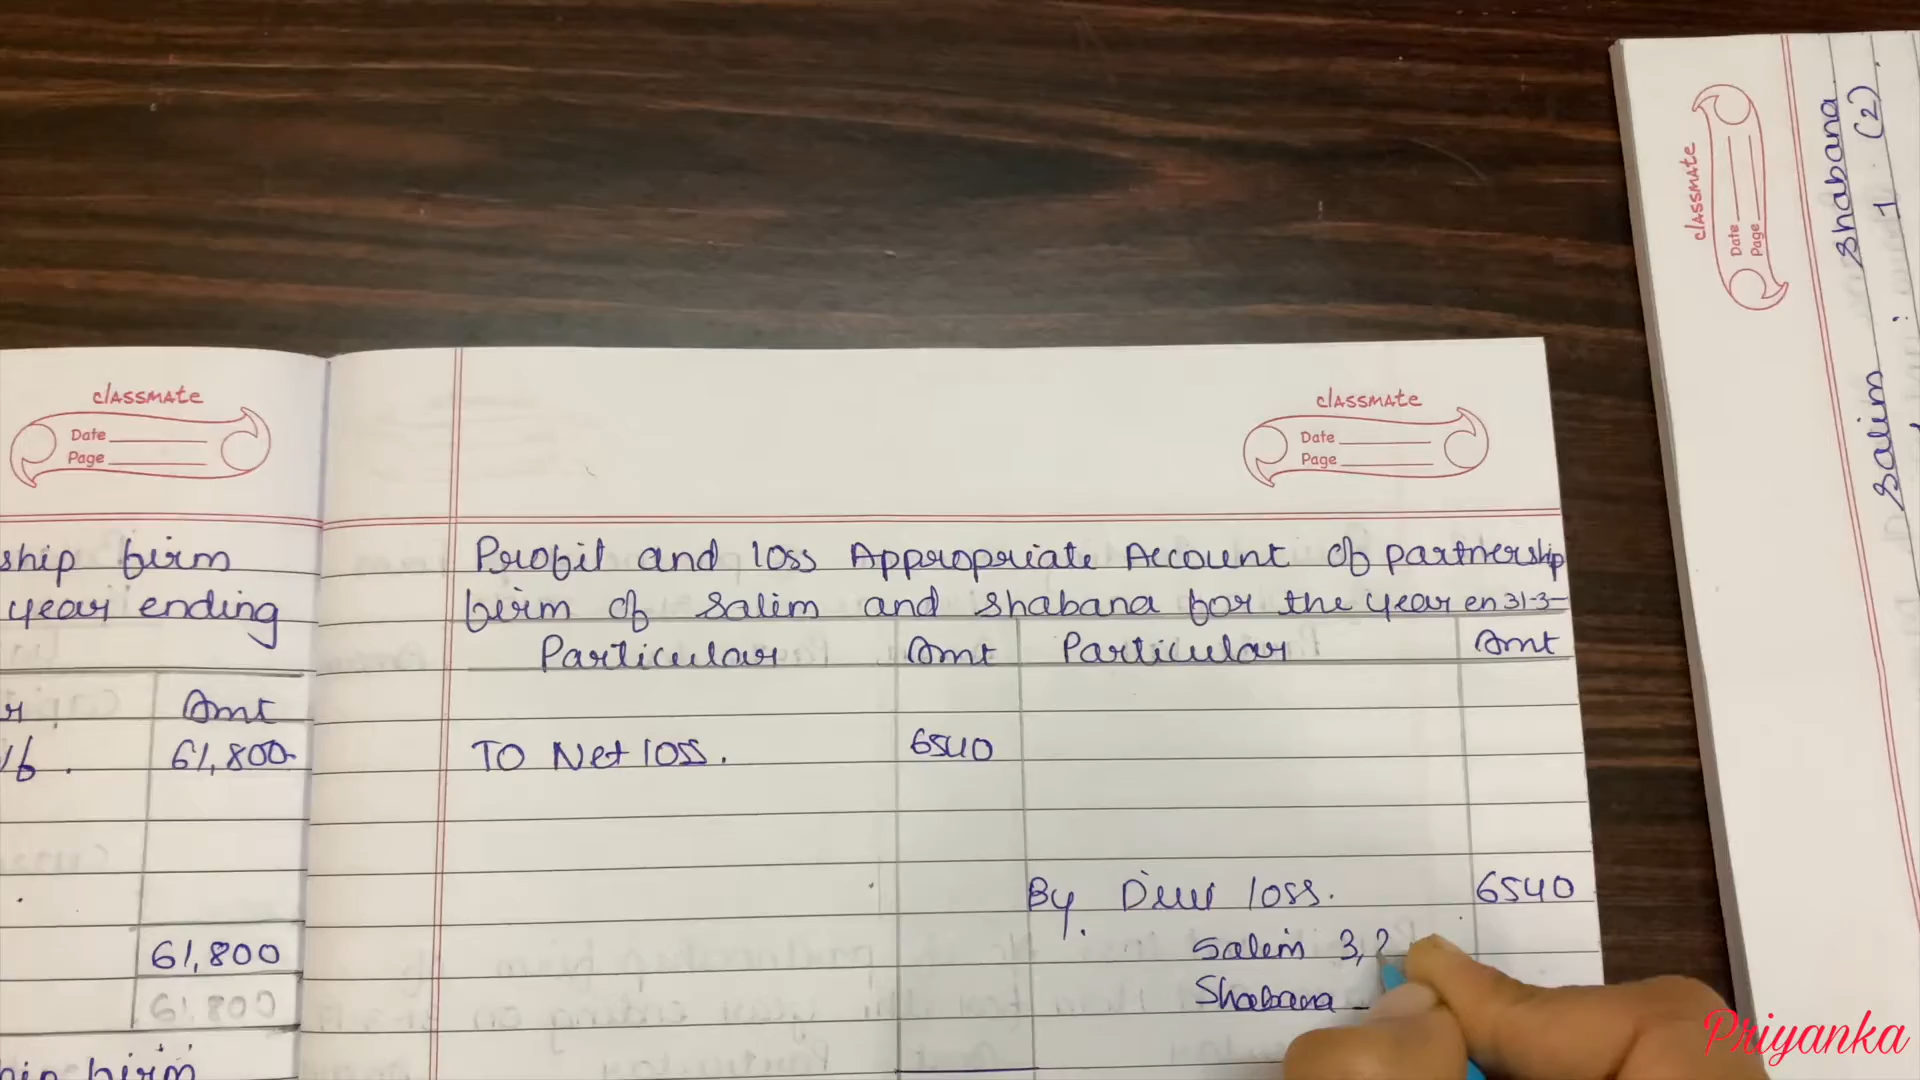 classmate
Date
Page
ship firm
year ending
Amt
61,800
61,800
61.800
hip firm
classmate
Date
Page
Profit and loss Appropriate Account of partnership
firm of Salim and Shabana for the year en 31-3-
Particular Amt Particular Amt
TO Net loss. 6540
By Loss. 6540
Salim 3,2
Shabana
classmate
Date
Page
Salim Shabana
1 : (2)
Priyanka